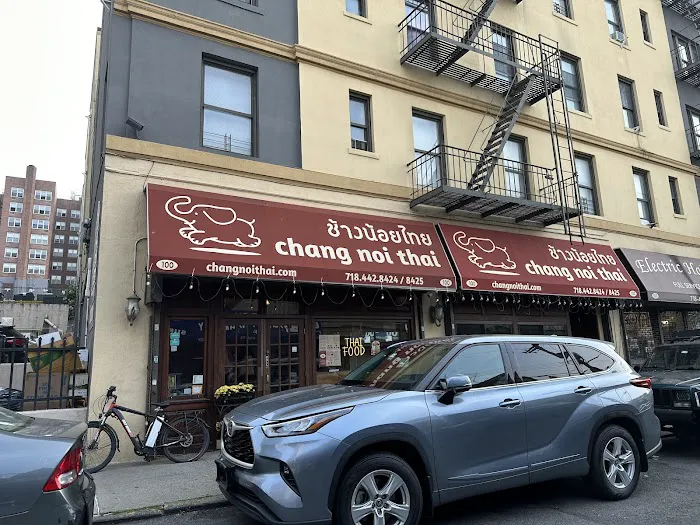 ช้างน้อยไทย
chang noi thai
100
changnoithai.com
718.442.8424 / 8425
100
ช้างน้อยไทย
chang noi thai
changnoithai.com
718.442.8424 / 8425
100
THAI
FOOD
Electric